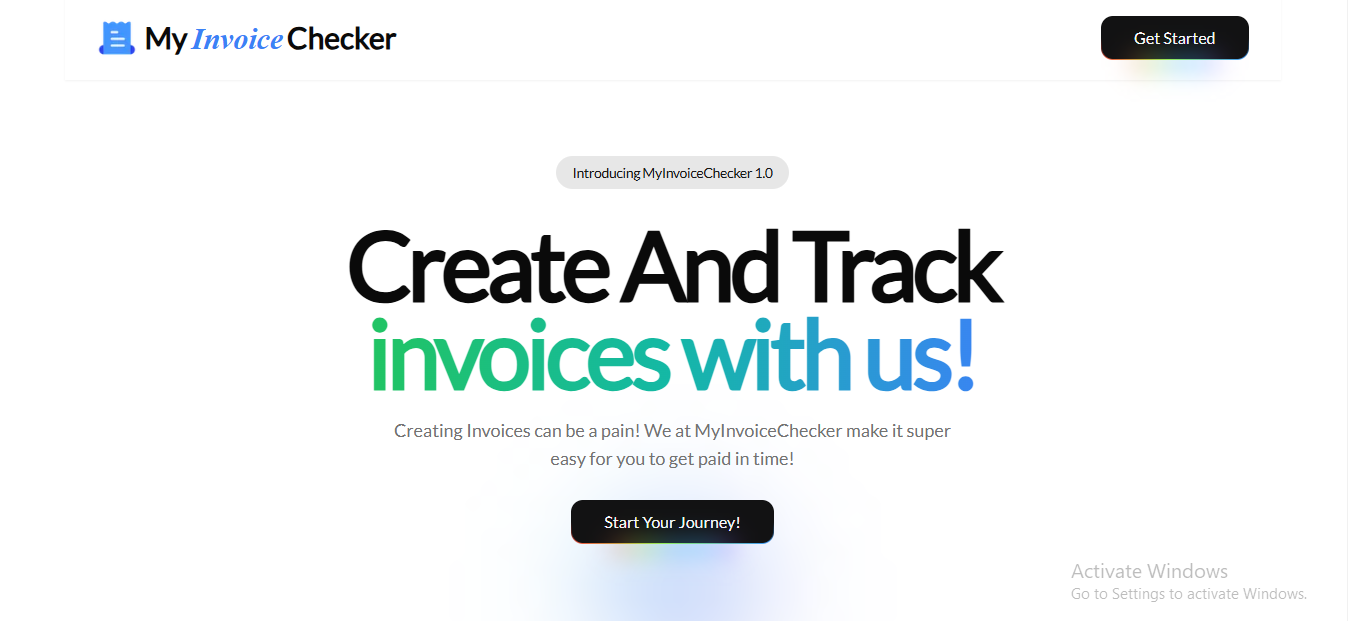 My Invoice Checker
Get Started
Introducing MyInvoiceChecker 1.0
Create And Track
invoices with us!
Creating Invoices can be a pain! We at MyInvoiceChecker make it super
easy for you to get paid in time!
Start Your Journey!
Activate Windows
Go to Settings to activate Windows.